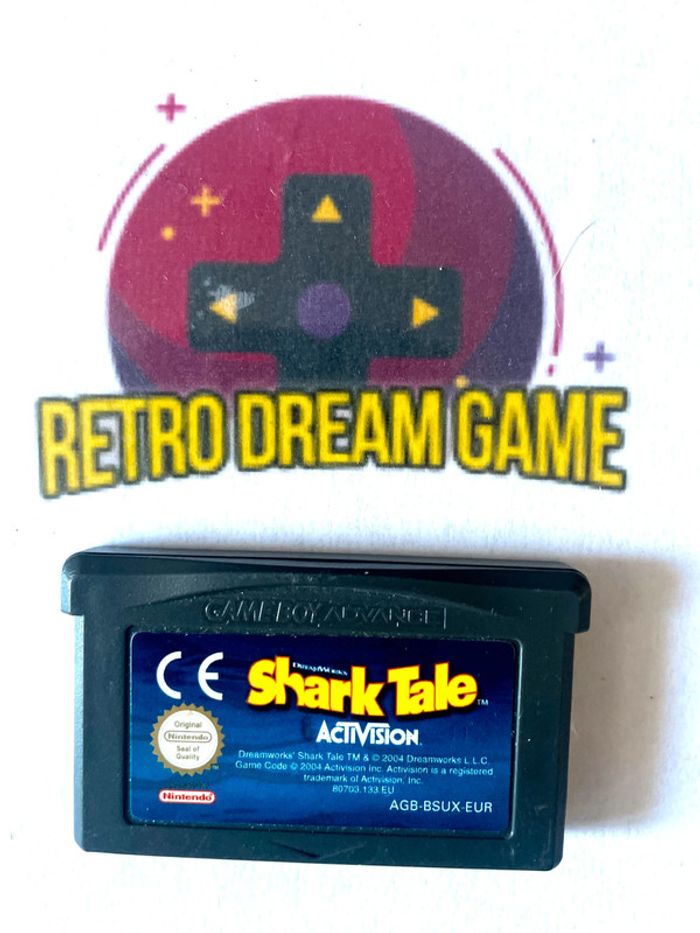 RETRO DREAM GAME
GAME BOY ADVANCE
CE
DREAMWORKS
Shark Tale TM
ACTIVISION.
Original
Nintendo
Seal of
Quality
Dreamworks' Shark Tale TM & © 2004 Dreamworks L.L.C.
Game Code © 2004 Activision Inc. Activision is a registered
trademark of Activision, Inc.
80703.133.EU
Nintendo
AGB-BSUX-EUR